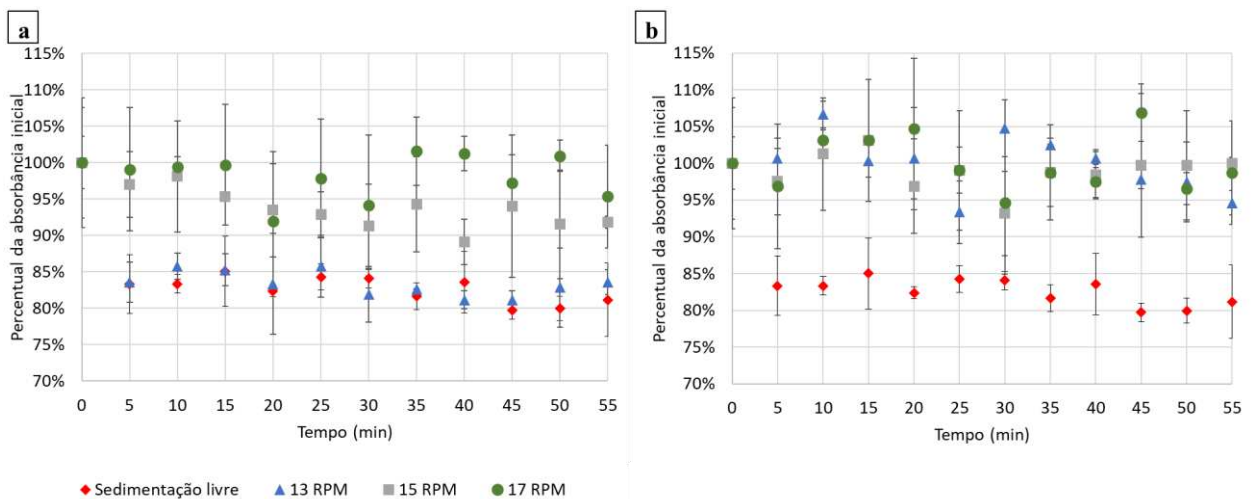 a
115%
110%
105%
100%
95%
90%
85%
80%
75%
70%
Percentual da absorbância inicial
0 5 10 15 20 25 30 35 40 45 50 55
Tempo (min)
b
115%
110%
105%
100%
95%
90%
85%
80%
75%
70%
Percentual da absorbância inicial
0 5 10 15 20 25 30 35 40 45 50 55
Tempo (min)
Sedimentação livre 13 RPM 15 RPM 17 RPM